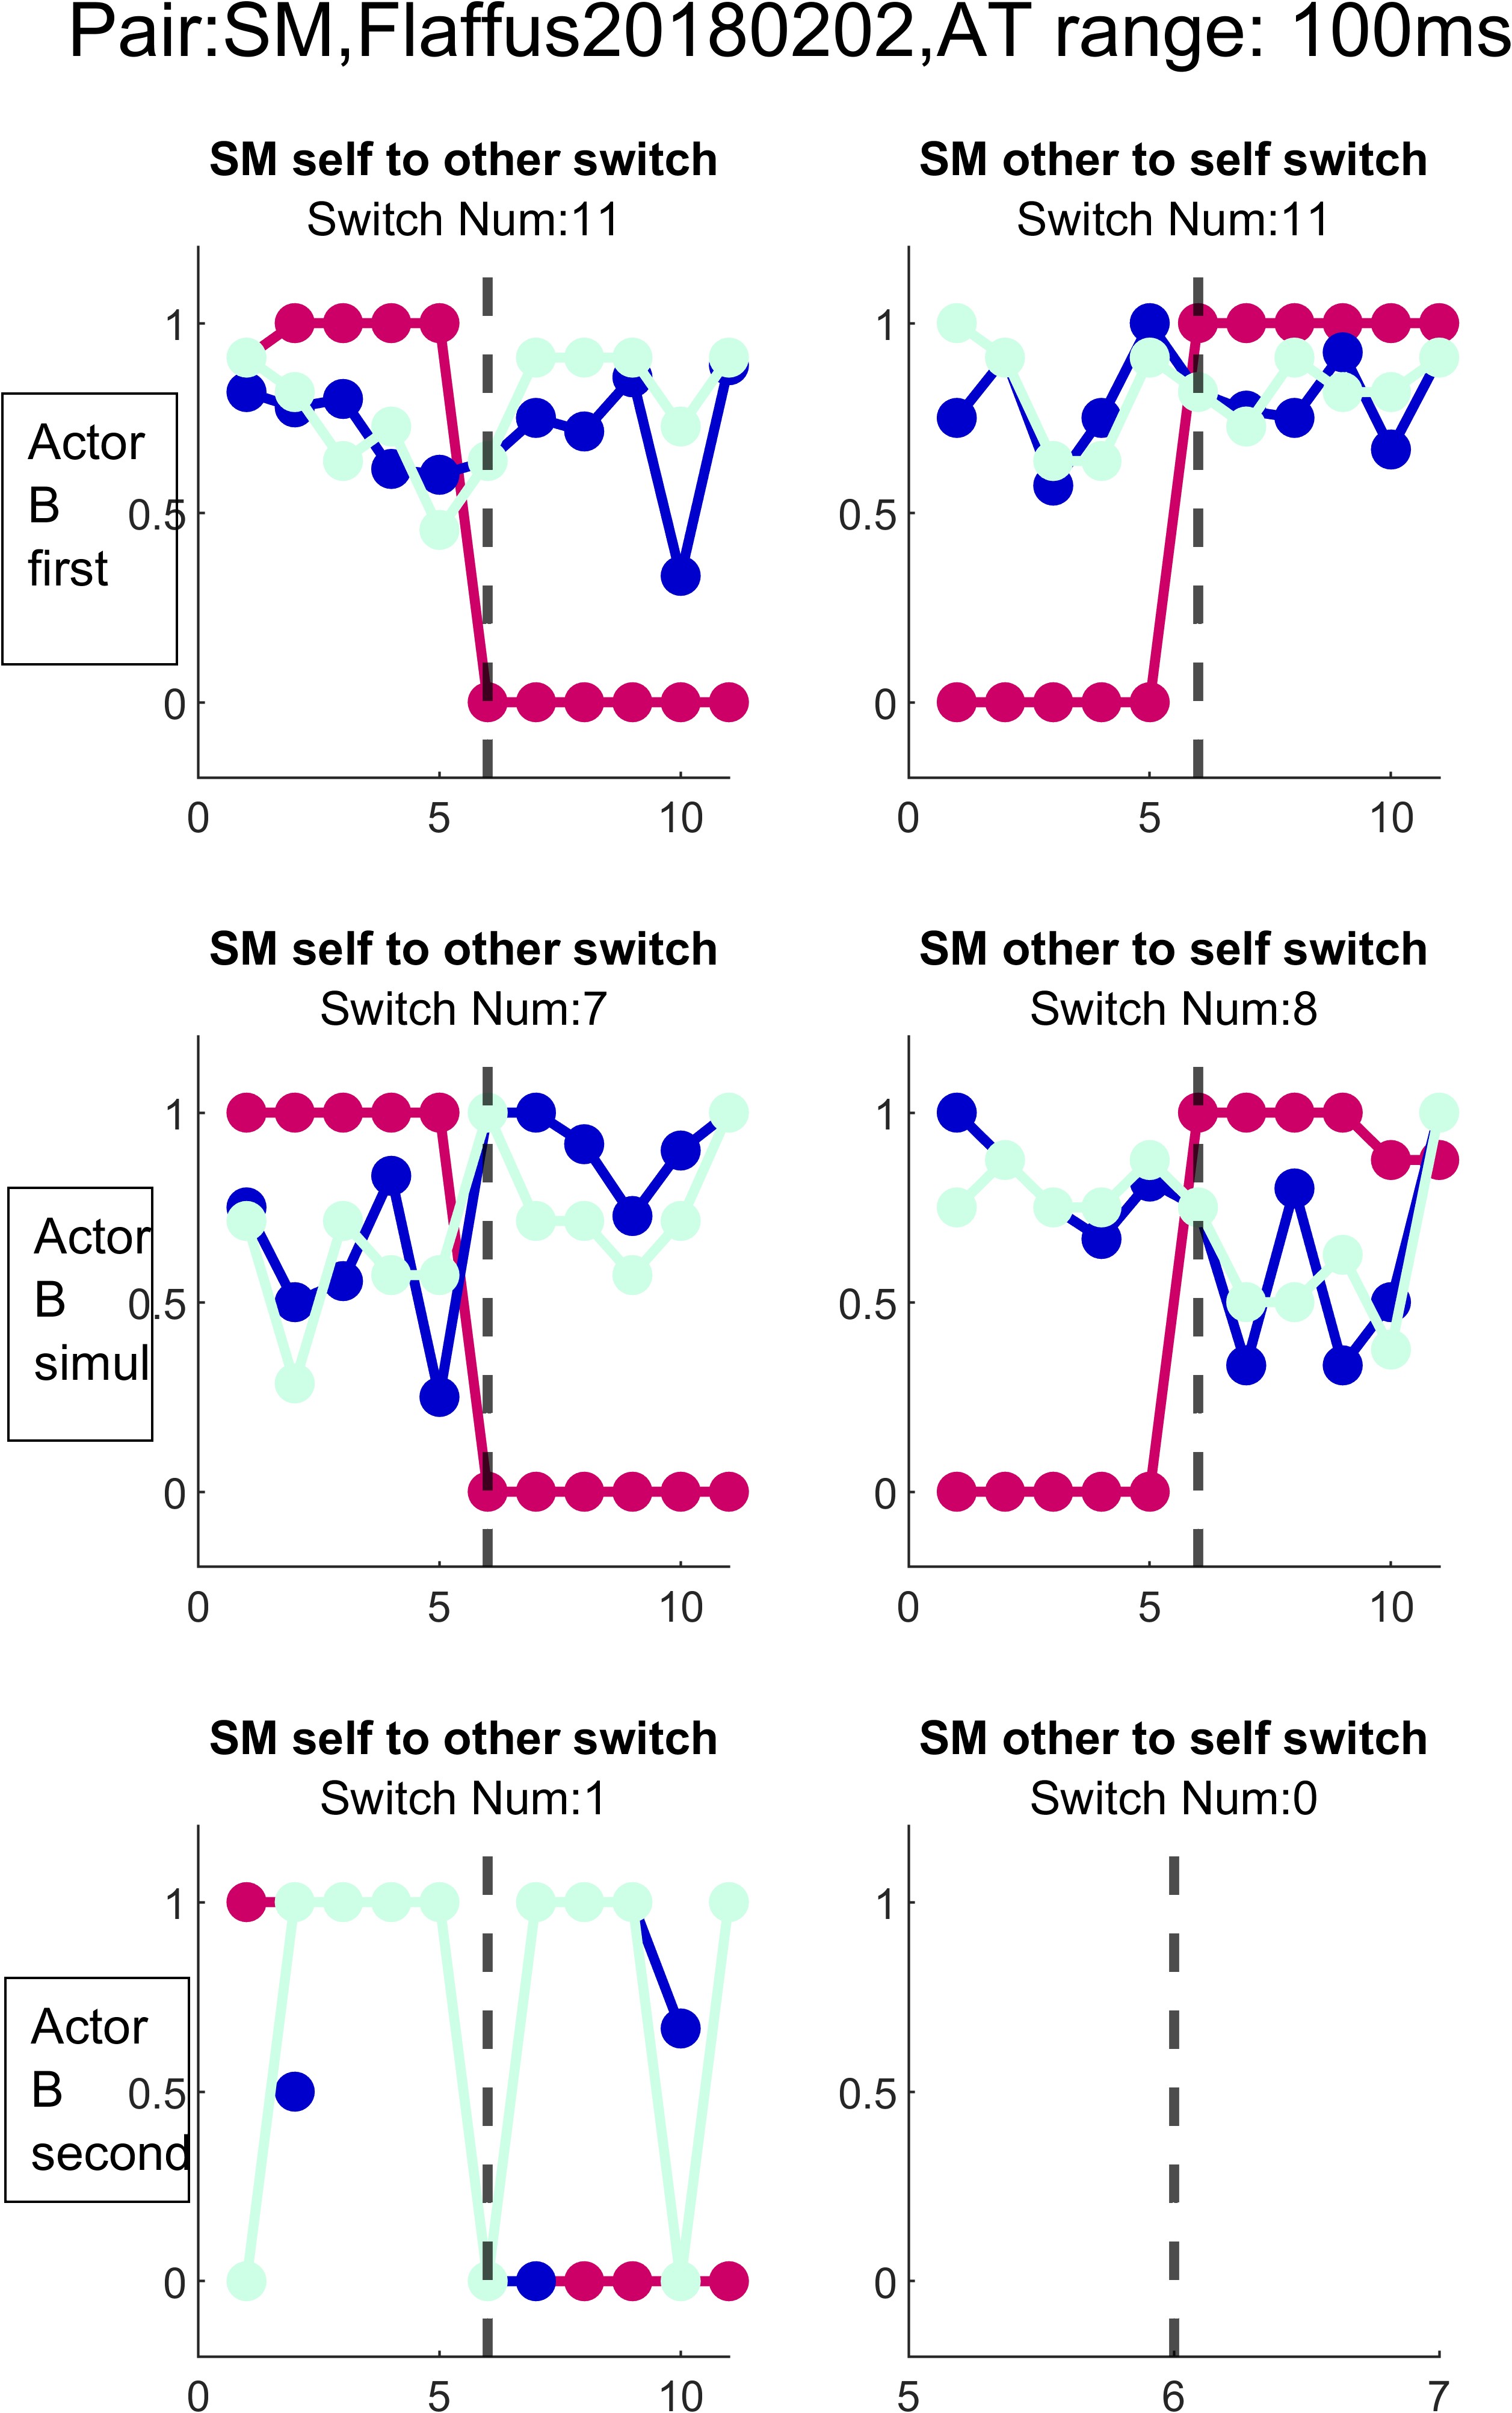 Pair:SM,Flaffus20180202,AT range: 100ms
SM self to other switch
Switch Num:11
SM other to self switch
Switch Num:11
Actor
B
first
1
0.5
0
0
5
10
1
0.5
0
0
5
10
SM self to other switch
Switch Num:7
SM other to self switch
Switch Num:8
Actor
B
simul
1
0.5
0
0
5
10
1
0.5
0
0
5
10
SM self to other switch
Switch Num:1
SM other to self switch
Switch Num:0
Actor
B
second
1
0.5
0
0
5
10
1
0.5
0
5
6
7